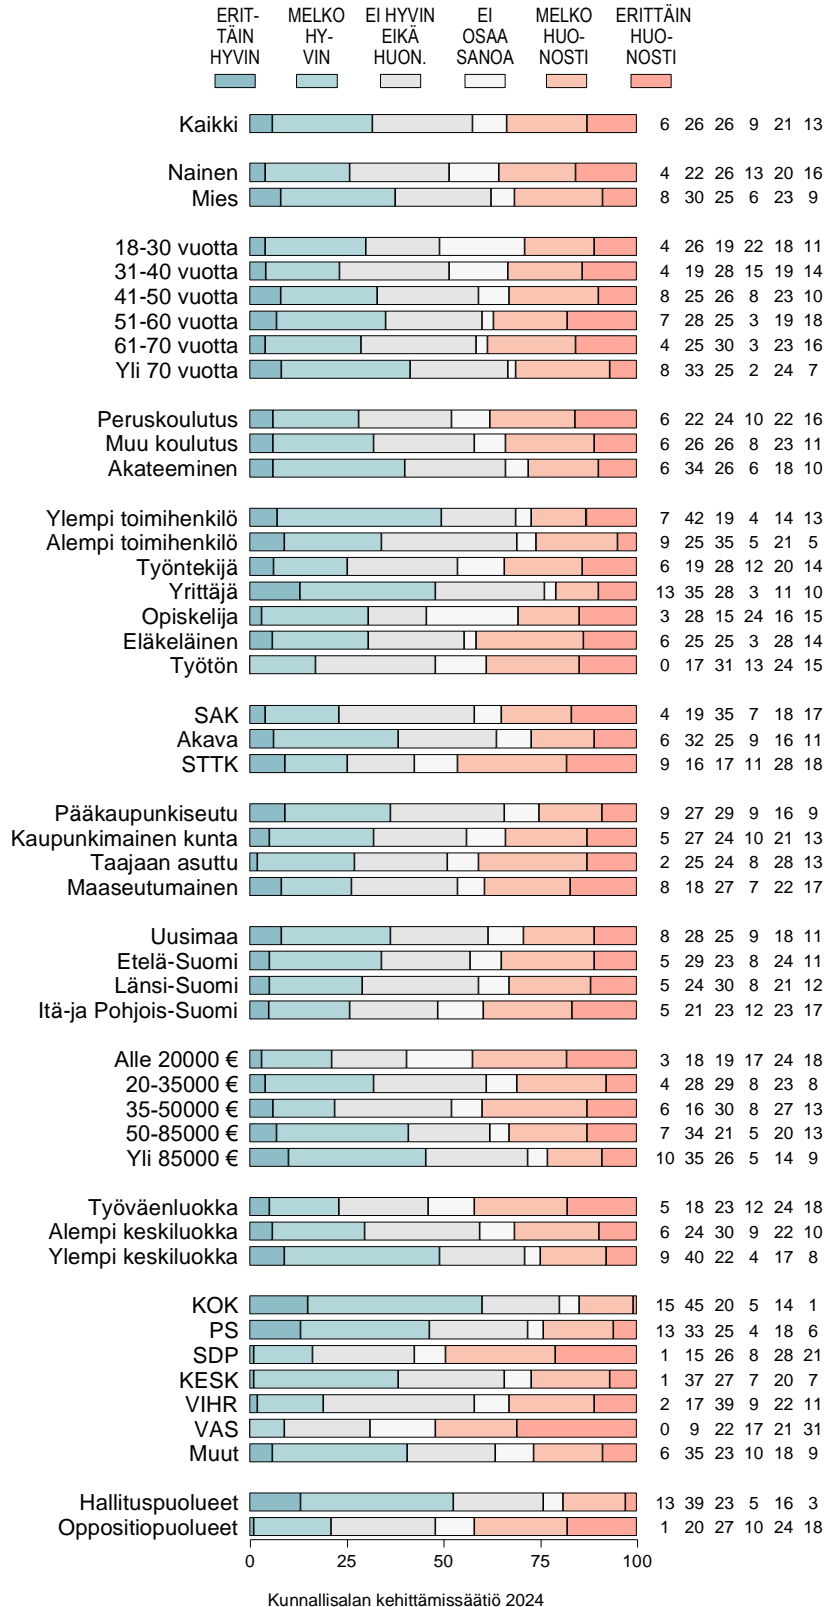 ERIT- MELKO EI HYVIN EI MELKO ERITTÄIN
TÄIN HY- EIKÄ OSAA HUO- HUO-
HYVIN VIN HUON. SANOA NOSTI NOSTI
Kaikki 6 26 26 9 21 13
Nainen 4 22 26 13 20 16
Mies 8 30 25 6 23 9
18-30 vuotta 4 26 19 22 18 11
31-40 vuotta 4 19 28 15 19 14
41-50 vuotta 8 25 26 8 23 10
51-60 vuotta 7 28 25 3 19 18
61-70 vuotta 4 25 30 3 23 16
Yli 70 vuotta 8 33 25 2 24 7
Peruskoulutus 6 22 24 10 22 16
Muu koulutus 6 26 26 8 23 11
Akateeminen 6 34 26 6 18 10
Ylempi toimihenkilö 7 42 19 4 14 13
Alempi toimihenkilö 9 25 35 5 21 5
Työntekijä 6 19 28 12 20 14
Yrittäjä 13 35 28 3 11 10
Opiskelija 3 28 15 24 16 15
Eläkeläinen 6 25 25 3 28 14
Työtön 0 17 31 13 24 15
SAK 4 19 35 7 18 17
Akava 6 32 25 9 16 11
STTK 9 16 17 11 28 18
Pääkaupunkiseutu 9 27 29 9 16 9
Kaupunkimainen kunta 5 27 24 10 21 13
Taajaan asuttu 2 25 24 8 28 13
Maaseutumainen 8 18 27 7 22 17
Uusimaa 8 28 25 9 18 11
Etelä-Suomi 5 29 23 8 24 11
Länsi-Suomi 5 24 30 8 21 12
Itä-ja Pohjois-Suomi 5 21 23 12 23 17
Alle 20000 € 3 18 19 17 24 18
20-35000 € 4 28 29 8 23 8
35-50000 € 6 16 30 8 27 13
50-85000 € 7 34 21 5 20 13
Yli 85000 € 10 35 26 5 14 9
Työväenluokka 5 18 23 12 24 18
Alempi keskiluokka 6 24 30 9 22 10
Ylempi keskiluokka 9 40 22 4 17 8
KOK 15 45 20 5 14 1
PS 13 33 25 4 18 6
SDP 1 15 26 8 28 21
KESK 1 37 27 7 20 7
VIHR 2 17 39 9 22 11
VAS 0 9 22 17 21 31
Muut 6 35 23 10 18 9
Hallituspuolueet 13 39 23 5 16 3
Oppositiopuolueet 1 20 27 10 24 18
0 25 50 75 100
Kunnallisalan kehittämissäätiö 2024